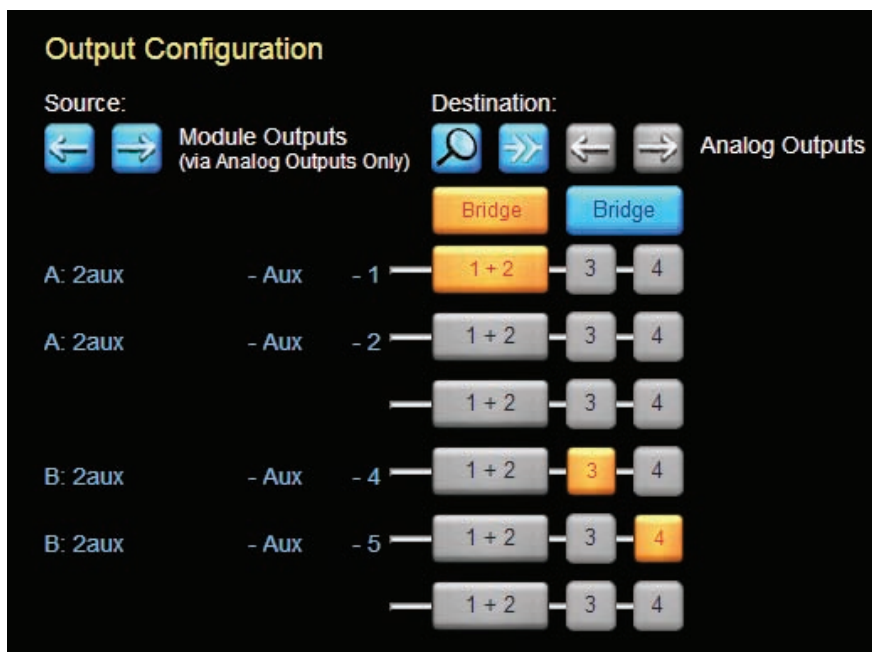 Output Configuration
Source: Destination:
Module Outputs
(via Analog Outputs Only)
Analog Outputs
Bridge Bridge
A: 2aux - Aux - 1 1 + 2 3 4
A: 2aux - Aux - 2 1 + 2 3 4
1 + 2 3 4
B: 2aux - Aux - 4 1 + 2 3 4
B: 2aux - Aux - 5 1 + 2 3 4
1 + 2 3 4